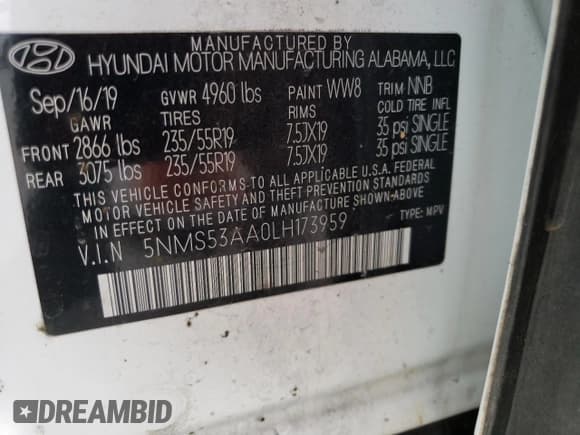 MANUFACTURED BY
HYUNDAI MOTOR MANUFACTURING ALABAMA, LLC
Sep/16/19 GVWR 4960 lbs PAINT WW8 TRIM NNB
GAWR TIRES RIMS COLD TIRE INFL
FRONT 2866 lbs 235/55R19 7.5JX19 35 psi SINGLE
REAR 3075 lbs 235/55R19 7.5JX19 35 psi SINGLE
THIS VEHICLE CONFORMS TO ALL APPLICABLE U.S.A. FEDERAL
MOTOR VEHICLE SAFETY AND THEFT PREVENTION STANDARDS
IN EFFECT ON THE DATE OF MANUFACTURE SHOWN ABOVE.
V.I.N 5NMS53AA0LH173959 TYPE: MPV
DREAMBID